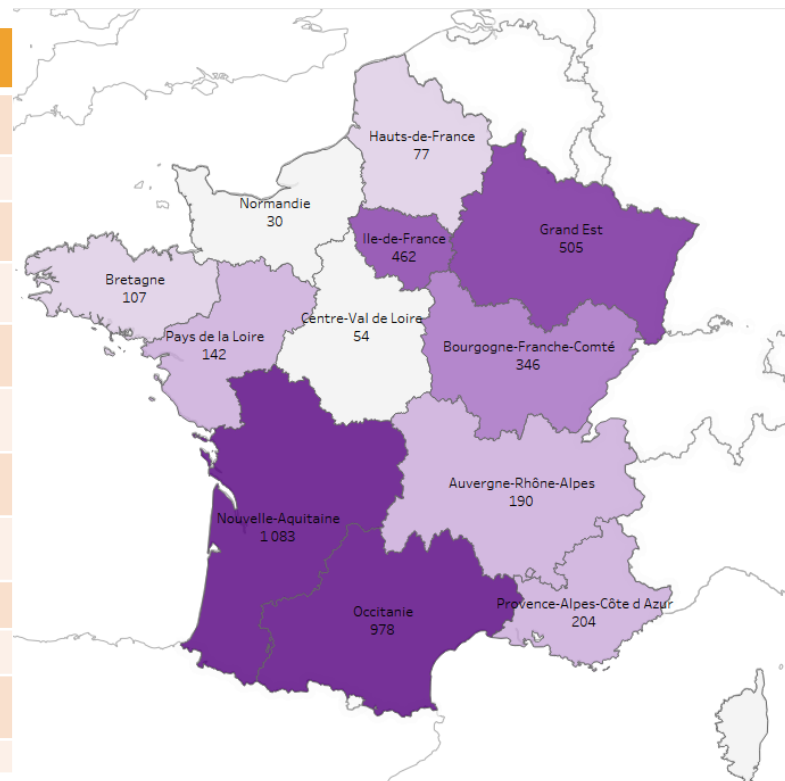 Hauts-de-France
77
Normandie
30
Ile-de-France
462
Grand Est
505
Bretagne
107
Pays de la Loire
142
Centre-Val de Loire
54
Bourgogne-Franche-Comté
346
Auvergne-Rhône-Alpes
190
Nouvelle-Aquitaine
1 083
Occitanie
978
Provence-Alpes-Côte d Azur
204